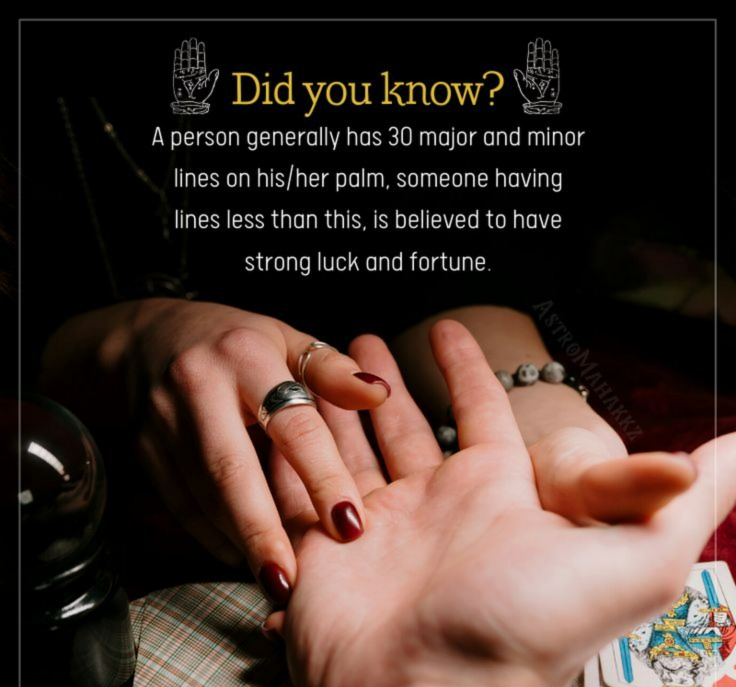 Did you know?
A person generally has 30 major and minor
lines on his/her palm, someone having
lines less than this, is believed to have
strong luck and fortune.
AstroMahakkz